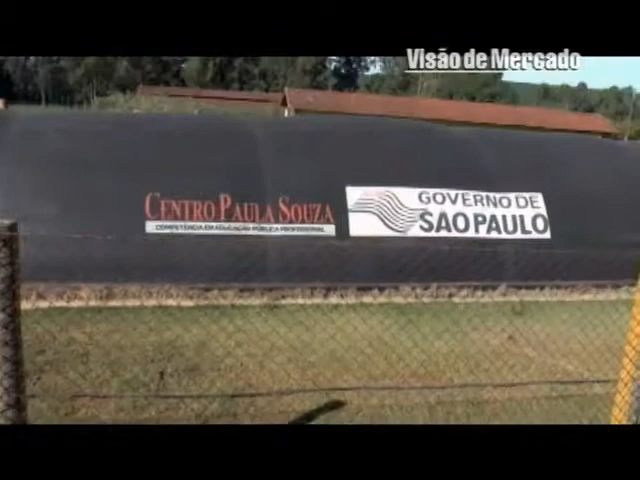 Visão de Mercado
CENTRO PAULA SOUZA
COMPETÊNCIA EM EDUCAÇÃO PÚBLICA PROFISSIONAL
GOVERNO DE
SÃO PAULO